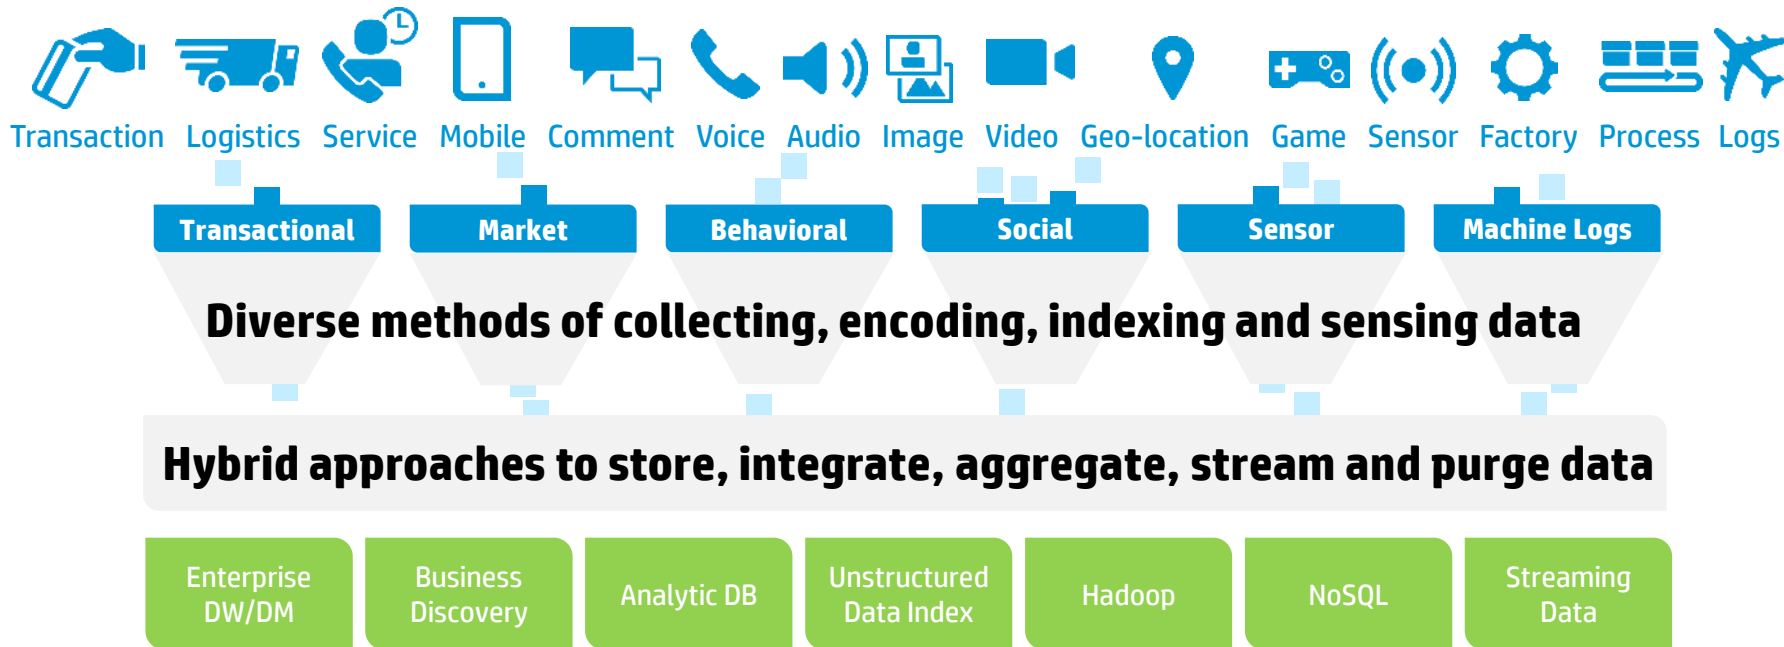 Transaction Logistics Service Mobile Comment Voice Audio Image Video Geo-location Game Sensor Factory Process Logs
Transactional Market Behavioral Social Sensor Machine Logs
Diverse methods of collecting, encoding, indexing and sensing data
Hybrid approaches to store, integrate, aggregate, stream and purge data
Enterprise
DW/DM
Business
Discovery
Analytic DB
Unstructured
Data Index
Hadoop
NoSQL
Streaming
Data